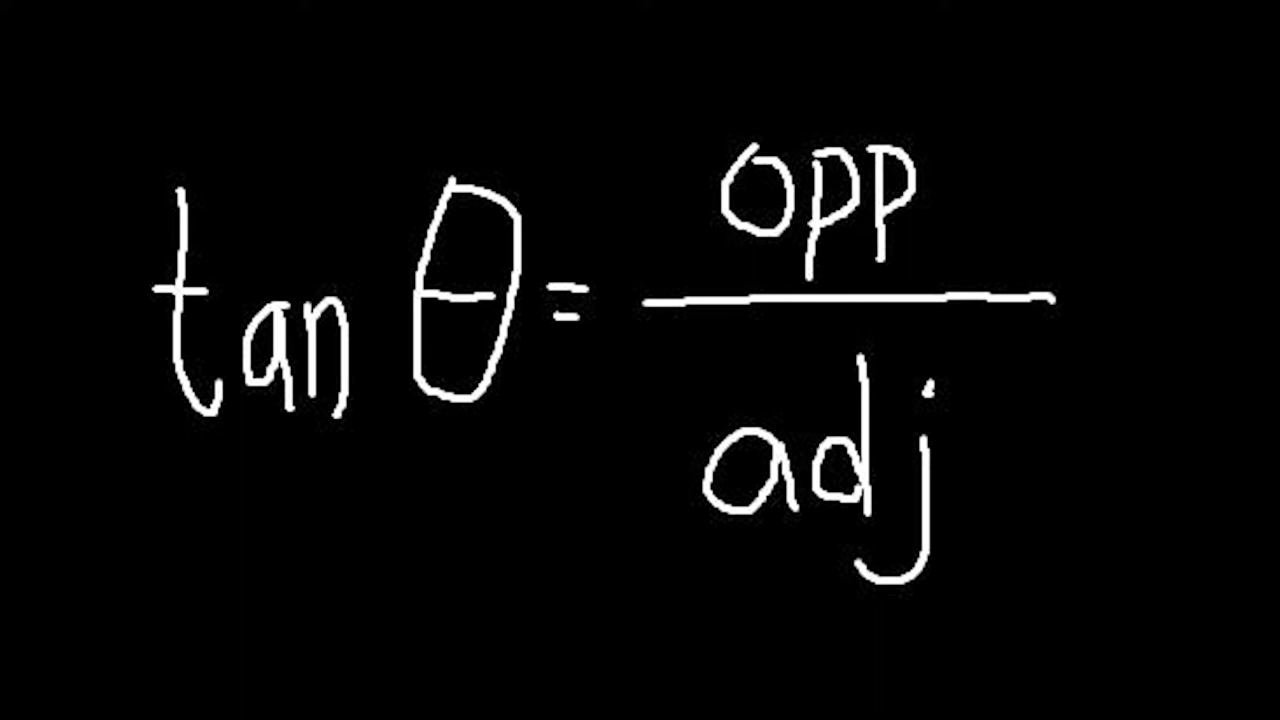 opp
tan θ =
adj